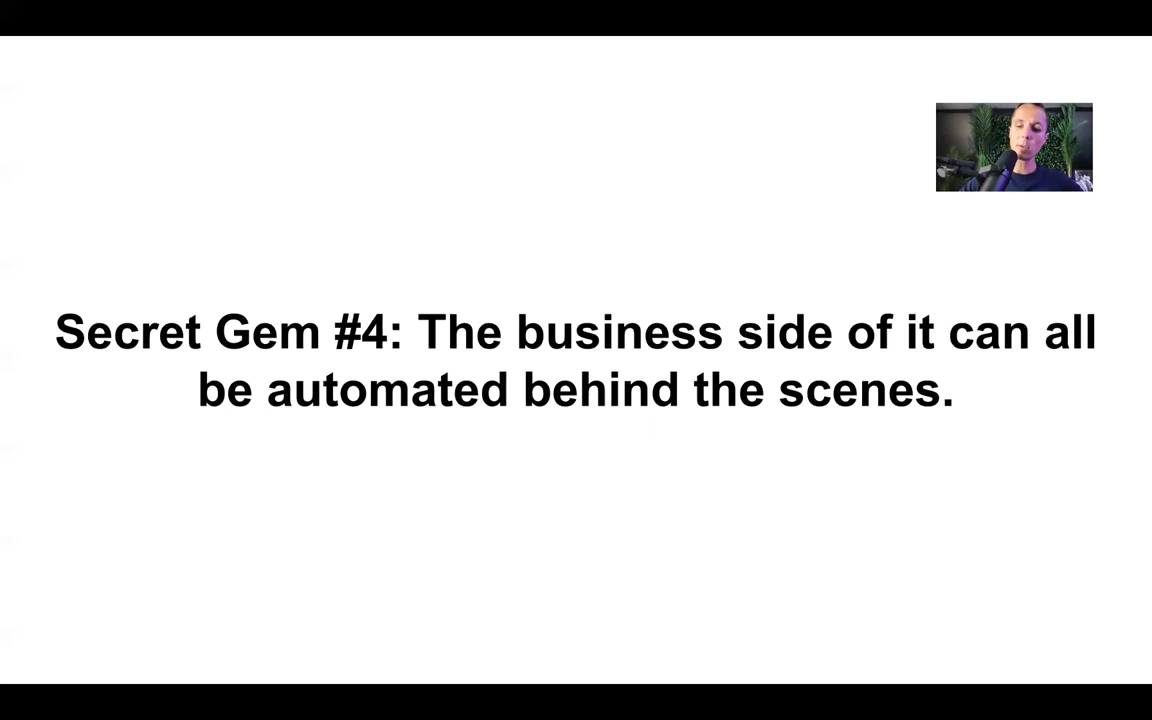 Secret Gem #4: The business side of it can all
be automated behind the scenes.